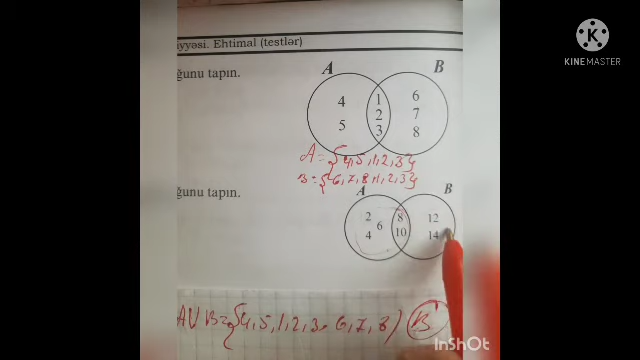 iyyəsi. Ehtimal (testlər)
K
KINEMASTER
ğunu tapın.
A B
4 1 6
2 7
5 3 8
A={4,5,1,2,3}
B={6,7,8,1,2,3}
ğunu tapın.
A B
2 8 12
6
4 10 14
AUB={4,5,1,2,3,6,7,8) B
InShOt